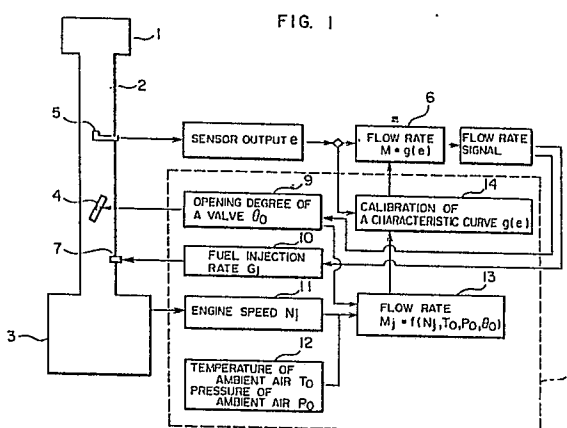 FIG. 1
1
2
5
6
SENSOR OUTPUT e
FLOW RATE
M = g(e)
FLOW RATE
SIGNAL
4
9
OPENING DEGREE OF
A VALVE θ0
14
CALIBRATION OF
A CHARACTERISTIC CURVE g(e)
7
10
FUEL INJECTION
RATE Gj
3
11
ENGINE SPEED Nj
13
FLOW RATE
Mj = f(Nj, T0, P0, θ0)
12
TEMPERATURE OF
AMBIENT AIR T0
PRESSURE OF
AMBIENT AIR P0